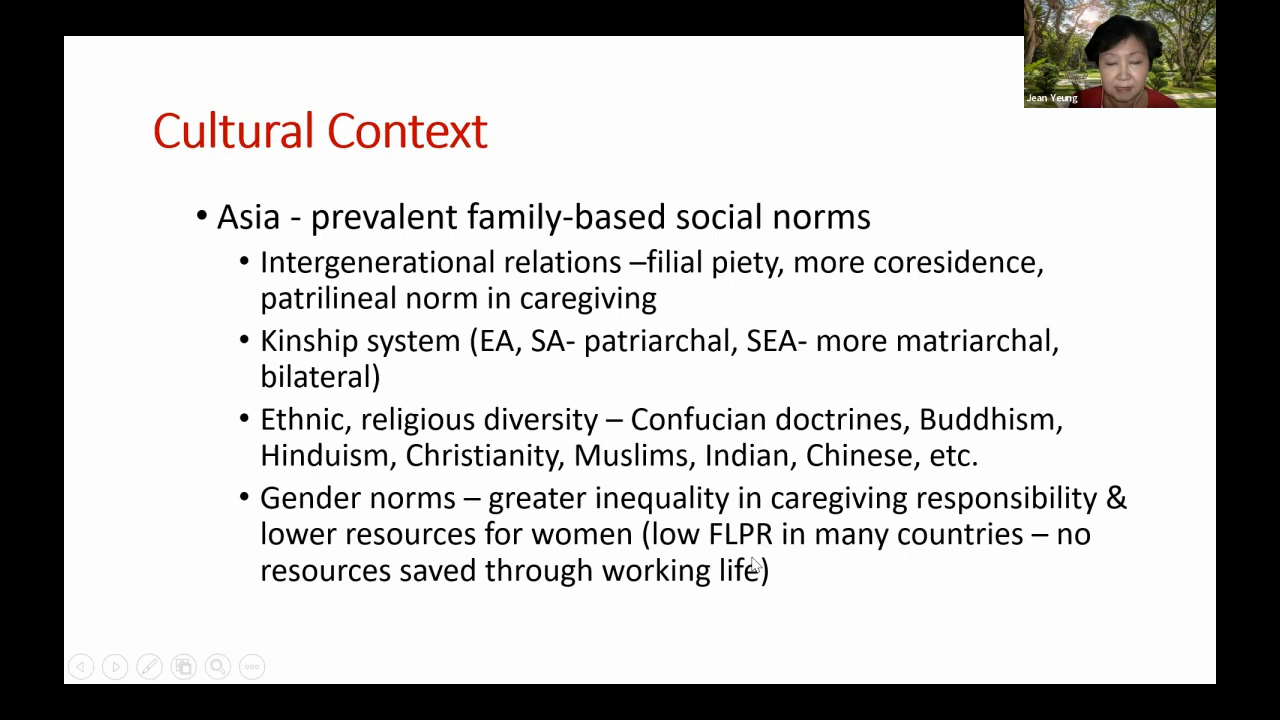 Jean Yeung
Cultural Context
• Asia - prevalent family-based social norms
• Intergenerational relations –filial piety, more coresidence,
patrilineal norm in caregiving
• Kinship system (EA, SA- patriarchal, SEA- more matriarchal,
bilateral)
• Ethnic, religious diversity – Confucian doctrines, Buddhism,
Hinduism, Christianity, Muslims, Indian, Chinese, etc.
• Gender norms – greater inequality in caregiving responsibility &
lower resources for women (low FLPR in many countries – no
resources saved through working life)